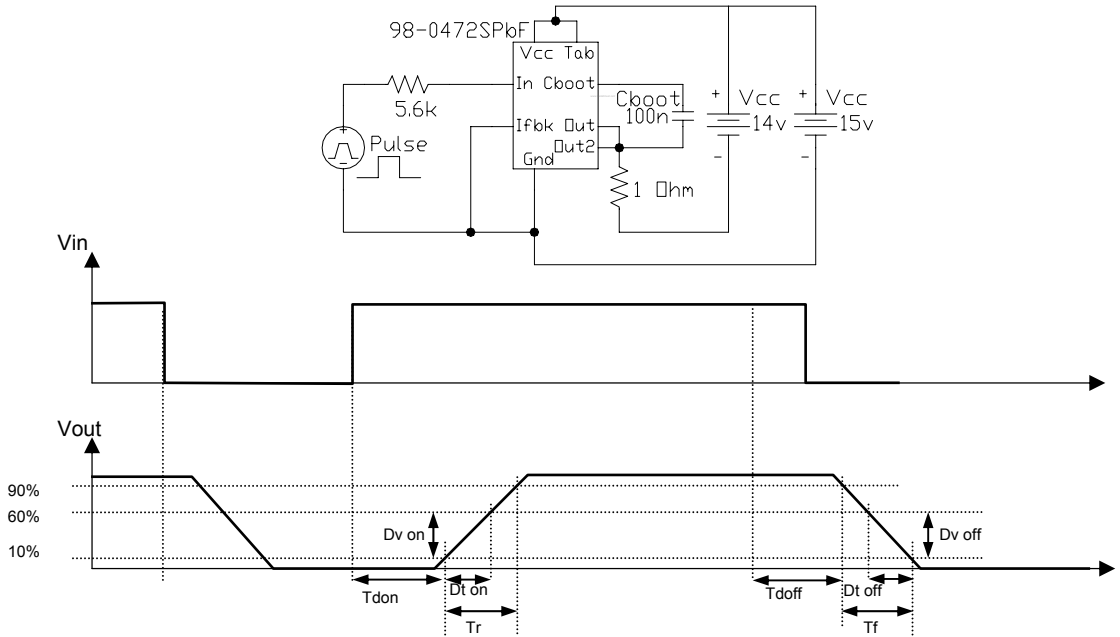 98-0472SPbF
Vcc Tab
In Cboot
5.6k
Cboot
100n
Ifbk Out
Out2
Gnd
Pulse
1 Ohm
+ Vcc
14v
-
+ Vcc
15v
-
+
Vin
Vout
90%
60%
10%
Dv on
Dv off
Tdon
Dt on
Tdoff
Dt off
Tr
Tf